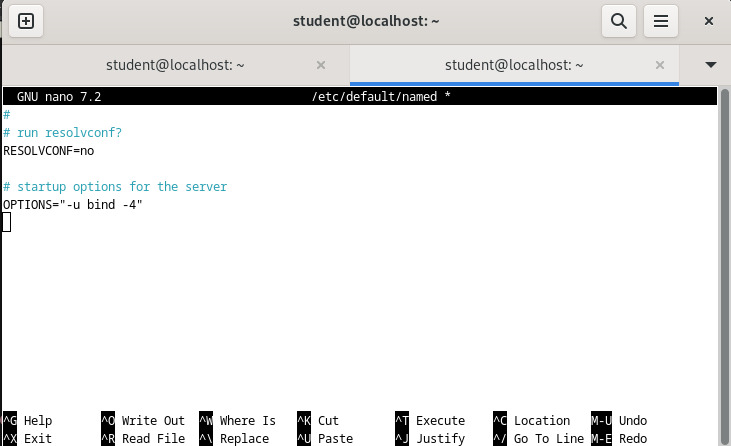 student@localhost: ~
student@localhost: ~
student@localhost: ~
GNU nano 7.2 /etc/default/named *
#
# run resolvconf?
RESOLVCONF=no
# startup options for the server
OPTIONS="-u bind -4"
^G Help ^O Write Out ^W Where Is ^K Cut ^T Execute ^C Location M-U Undo
^X Exit ^R Read File ^\ Replace ^U Paste ^J Justify ^/ Go To Line M-E Redo